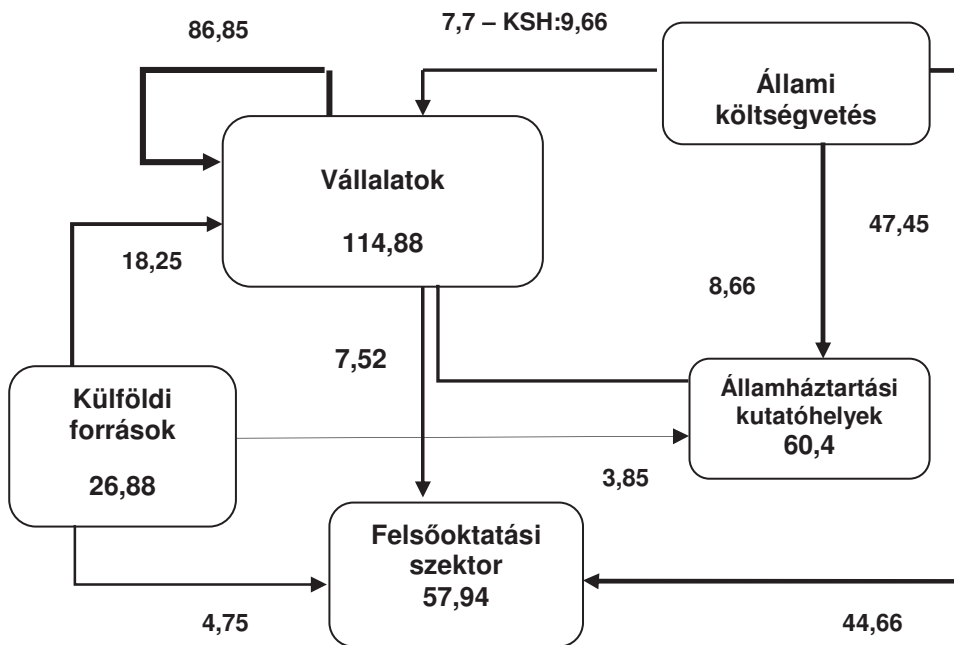 86,85
7,7 – KSH:9,66
Állami
költségvetés
Vállalatok
114,88
47,45
18,25
8,66
7,52
Külföldi
források
26,88
Államháztartási
kutatóhelyek
60,4
3,85
Felsőoktatási
szektor
57,94
4,75
44,66